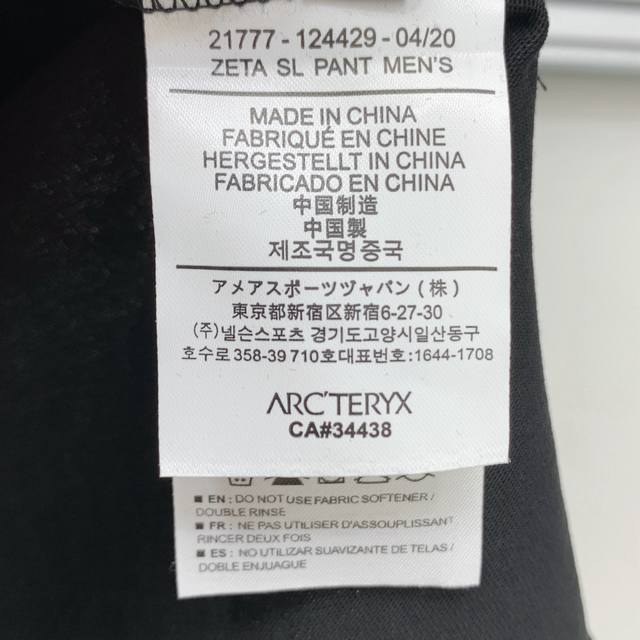 21777 - 124429 - 04/20
ZETA SL PANT MEN'S
MADE IN CHINA
FABRIQUÉ EN CHINE
HERGESTELLT IN CHINA
FABRICADO EN CHINA
中国制造
中国製
제조국명 중국
アメアスポーツヅャパン (株)
東京都新宿区新宿6-27-30
(주)넬슨스포츠 경기도고양시일산동구
호수로 358-39 710호대표번호:1644-1708
ARC'TERYX
CA#34438
EN : DO NOT USE FABRIC SOFTENER /
DOUBLE RINSE
FR : NE PAS UTILISER D'ASSOUPLISSANT
RINCER DEUX FOIS
ES : NO UTILIZAR SUAVIZANTE DE TELAS /
DOBLE ENJUAGUE